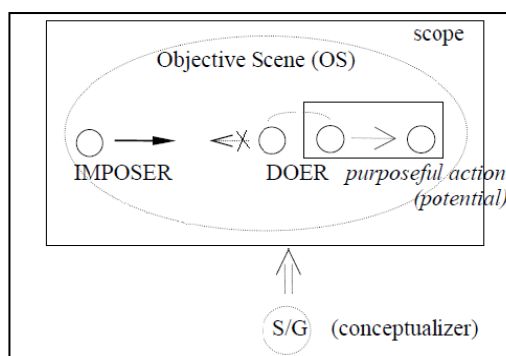 scope
Objective Scene (OS)
IMPOSER DOER purposeful action
(potential)
S/G (conceptualizer)